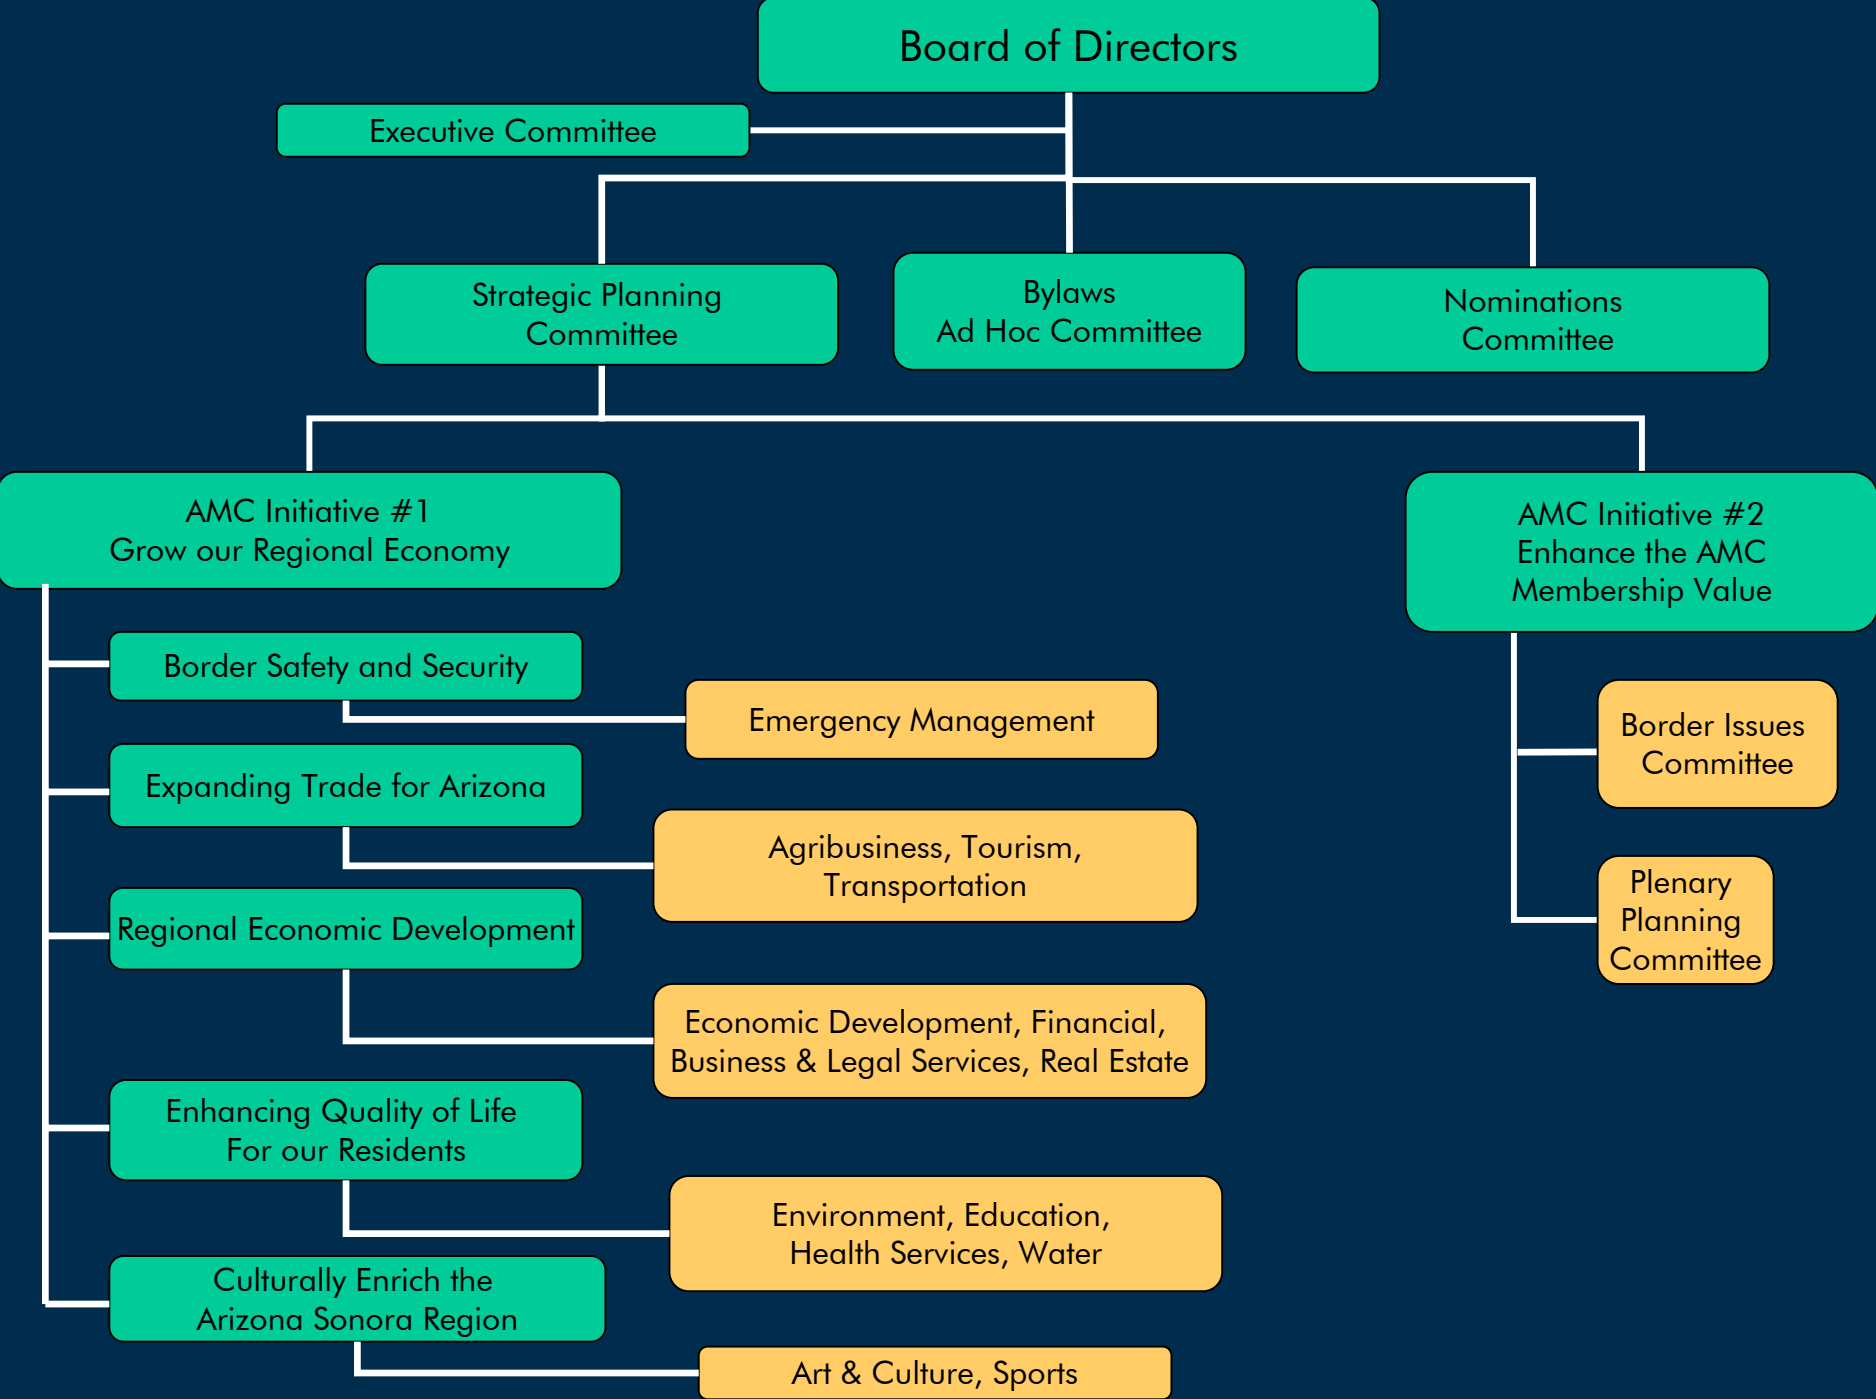 Board of Directors
Executive Committee
Strategic Planning
Committee
Bylaws
Ad Hoc Committee
Nominations
Committee
AMC Initiative #1
Grow our Regional Economy
AMC Initiative #2
Enhance the AMC
Membership Value
Border Safety and Security
Emergency Management
Expanding Trade for Arizona
Agribusiness, Tourism,
Transportation
Regional Economic Development
Economic Development, Financial,
Business & Legal Services, Real Estate
Enhancing Quality of Life
For our Residents
Environment, Education,
Health Services, Water
Culturally Enrich the
Arizona Sonora Region
Art & Culture, Sports
Border Issues
Committee
Plenary
Planning
Committee